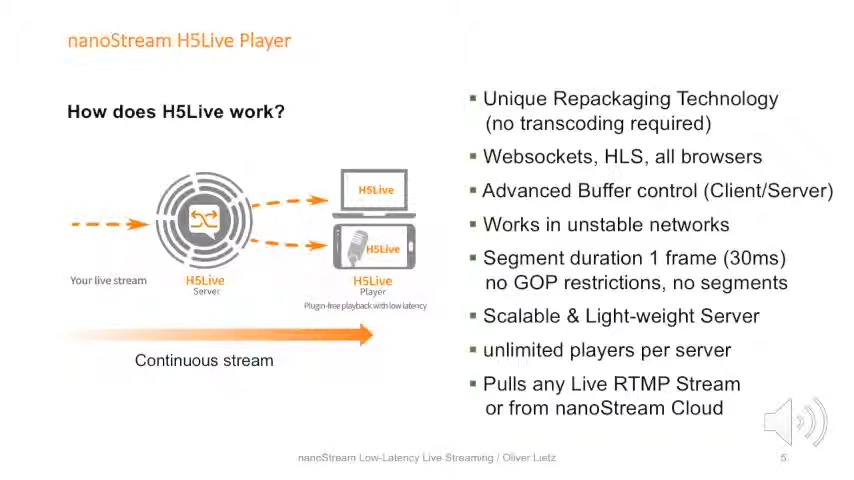 nanoStream H5Live Player
How does H5Live work?
H5Live
H5Live
Your live stream
H5Live
Server
H5Live
Player
Plugin-free playback with low latency
Continuous stream
▪ Unique Repackaging Technology
(no transcoding required)
▪ Websockets, HLS, all browsers
▪ Advanced Buffer control (Client/Server)
▪ Works in unstable networks
▪ Segment duration 1 frame (30ms)
no GOP restrictions, no segments
▪ Scalable & Light-weight Server
▪ unlimited players per server
▪ Pulls any Live RTMP Stream
or from nanoStream Cloud
nanoStream Low-Latency Live Streaming / Oliver Lietz
5